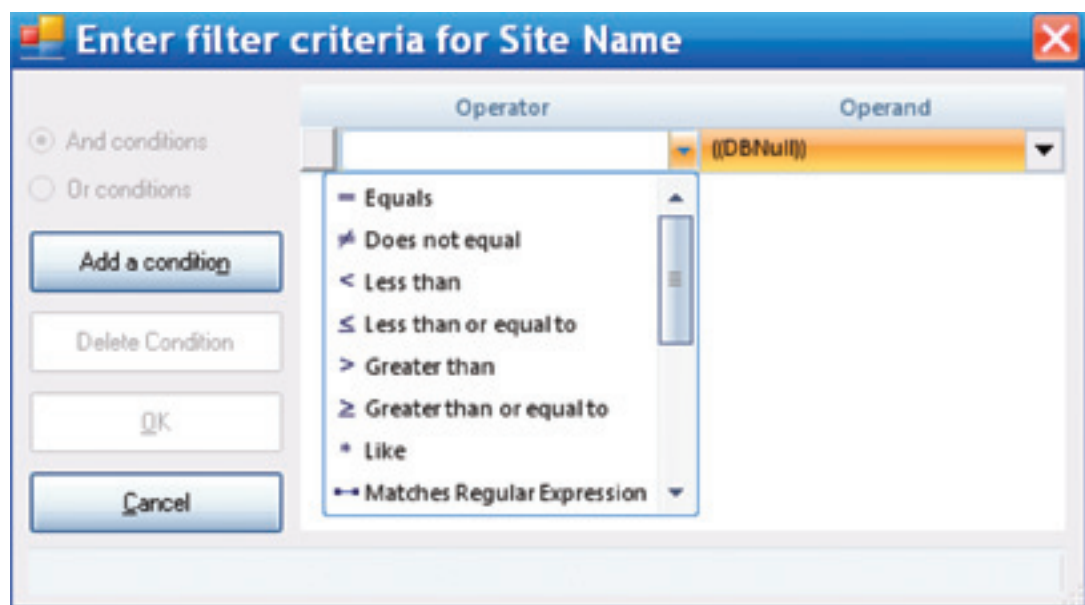 Enter filter criteria for Site Name
Operator Operand
And conditions
Or conditions
((DBNull))
= Equals
≠ Does not equal
< Less than
≤ Less than or equal to
> Greater than
≥ Greater than or equal to
* Like
Matches Regular Expression
Add a condition
Delete Condition
OK
Cancel